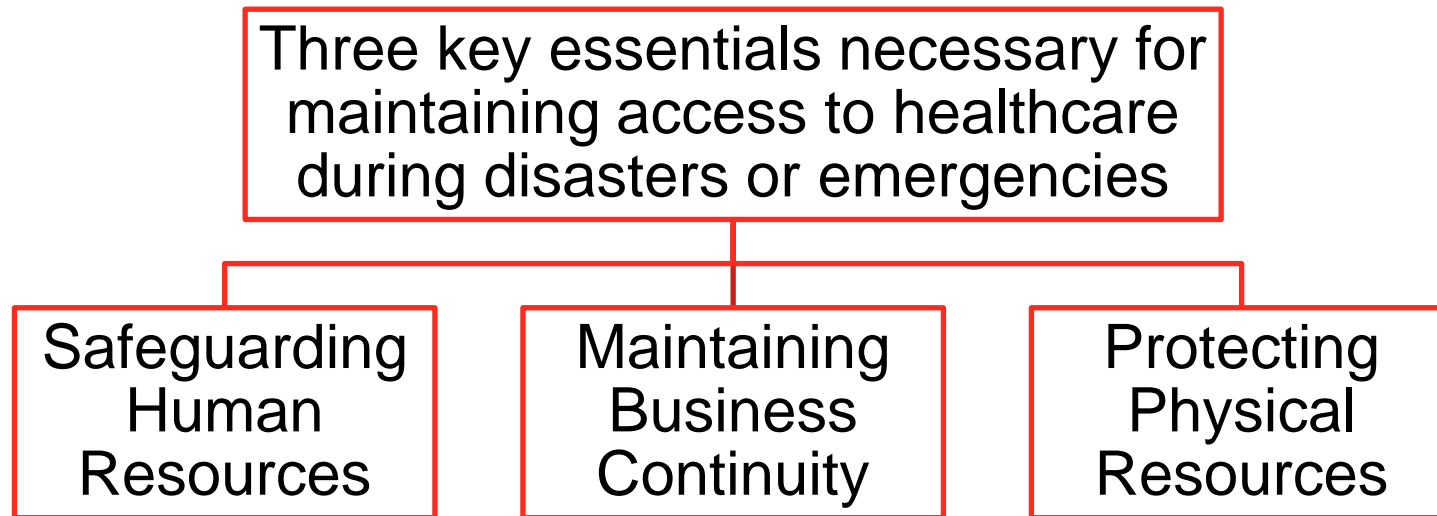 Three key essentials necessary for
maintaining access to healthcare
during disasters or emergencies
Safeguarding
Human
Resources
Maintaining
Business
Continuity
Protecting
Physical
Resources